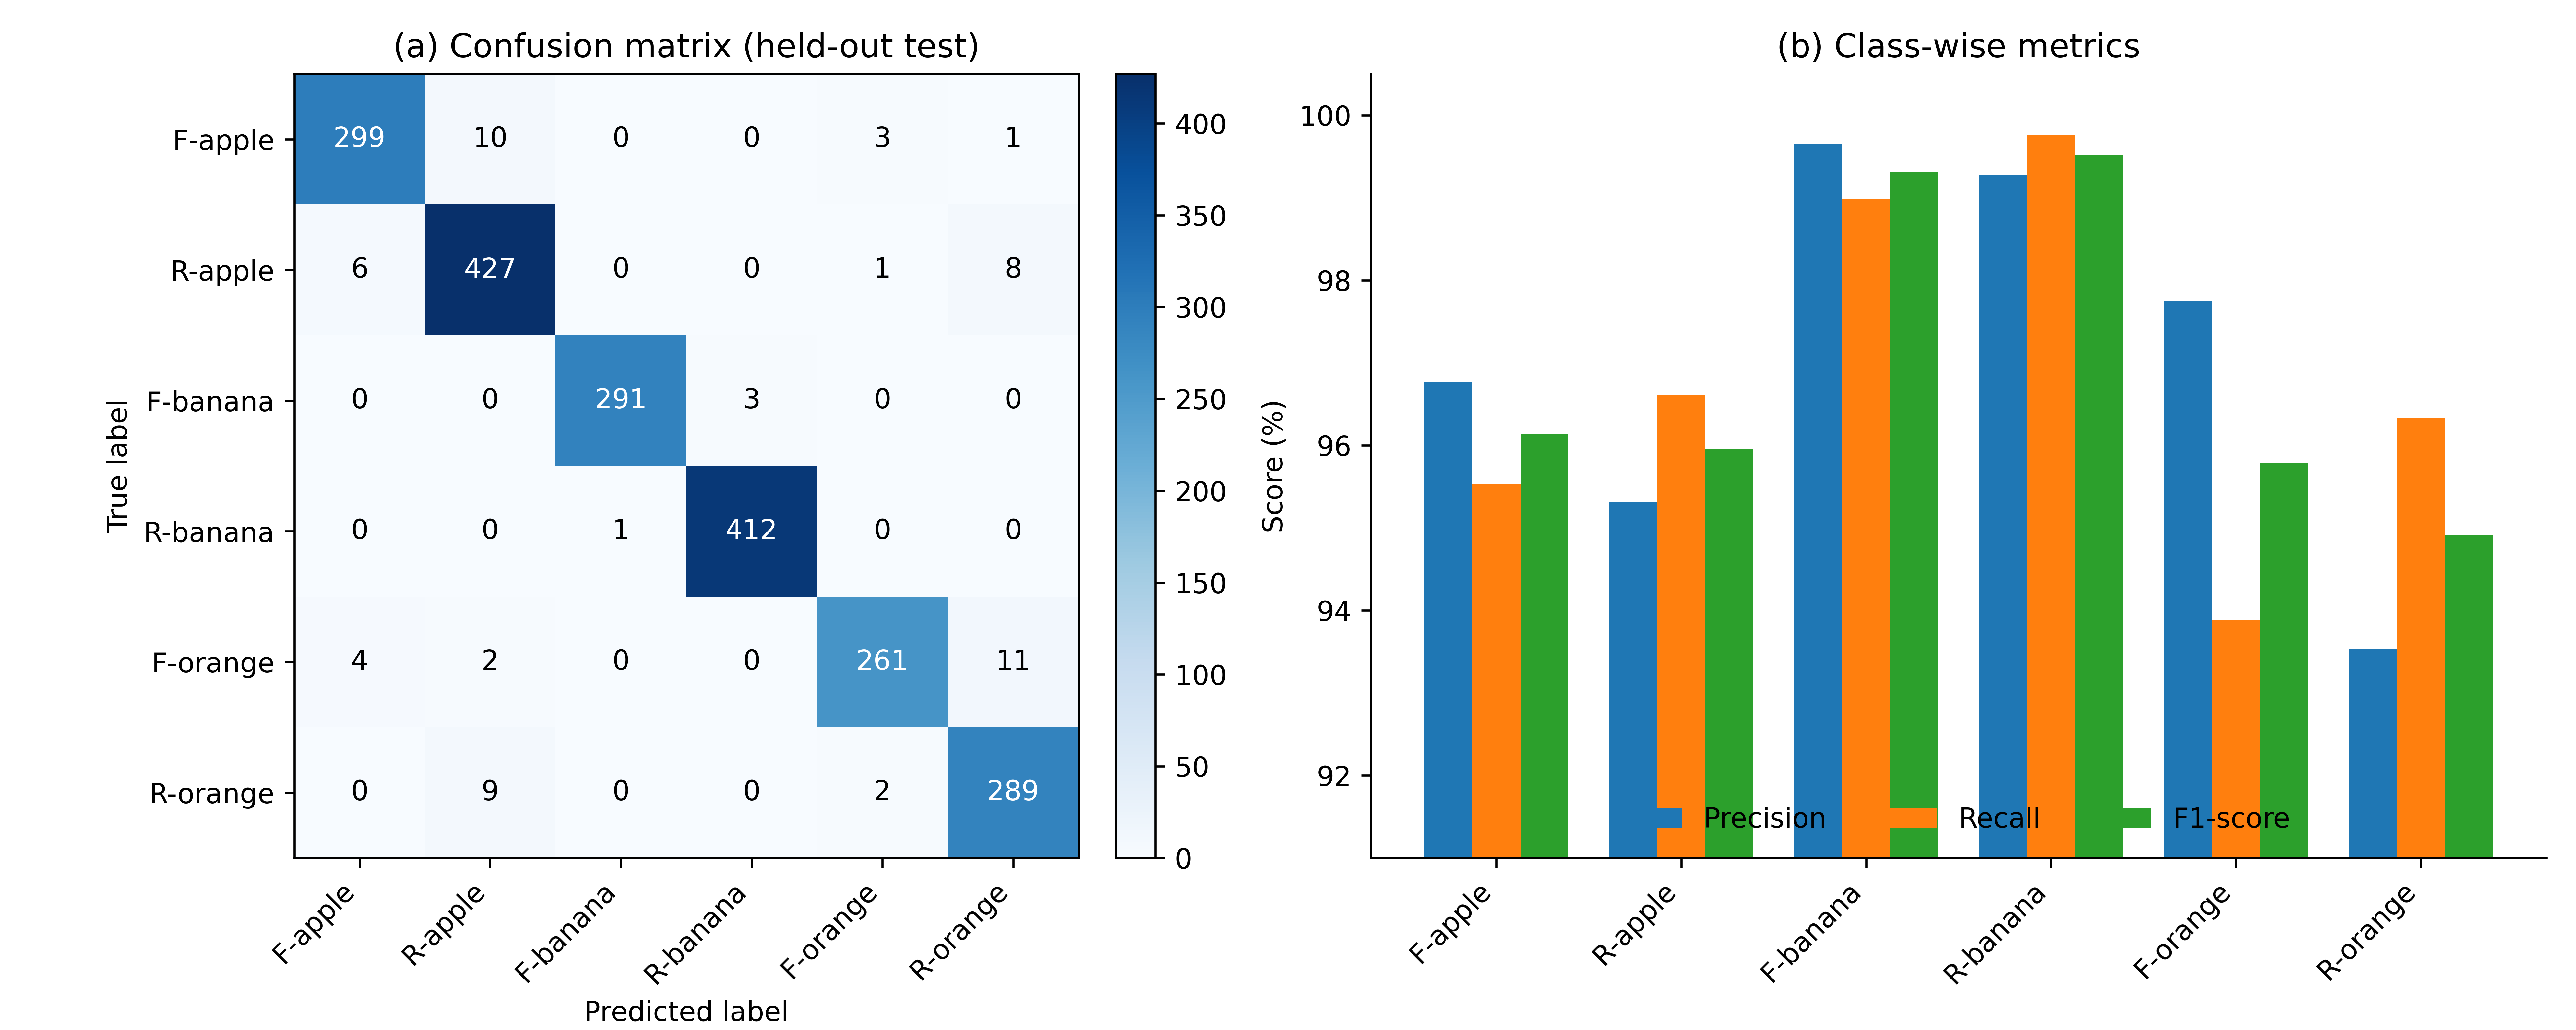 (a) Confusion matrix (held-out test)
True label
F-apple 299 10 0 0 3 1
R-apple 6 427 0 0 1 8
F-banana 0 0 291 3 0 0
R-banana 0 0 1 412 0 0
F-orange 4 2 0 0 261 11
R-orange 0 9 0 0 2 289
F-apple R-apple F-banana R-banana F-orange R-orange
Predicted label
400
350
300
250
200
150
100
50
0
(b) Class-wise metrics
Score (%)
100
98
96
94
92
Precision Recall F1-score
F-apple R-apple F-banana R-banana F-orange R-orange